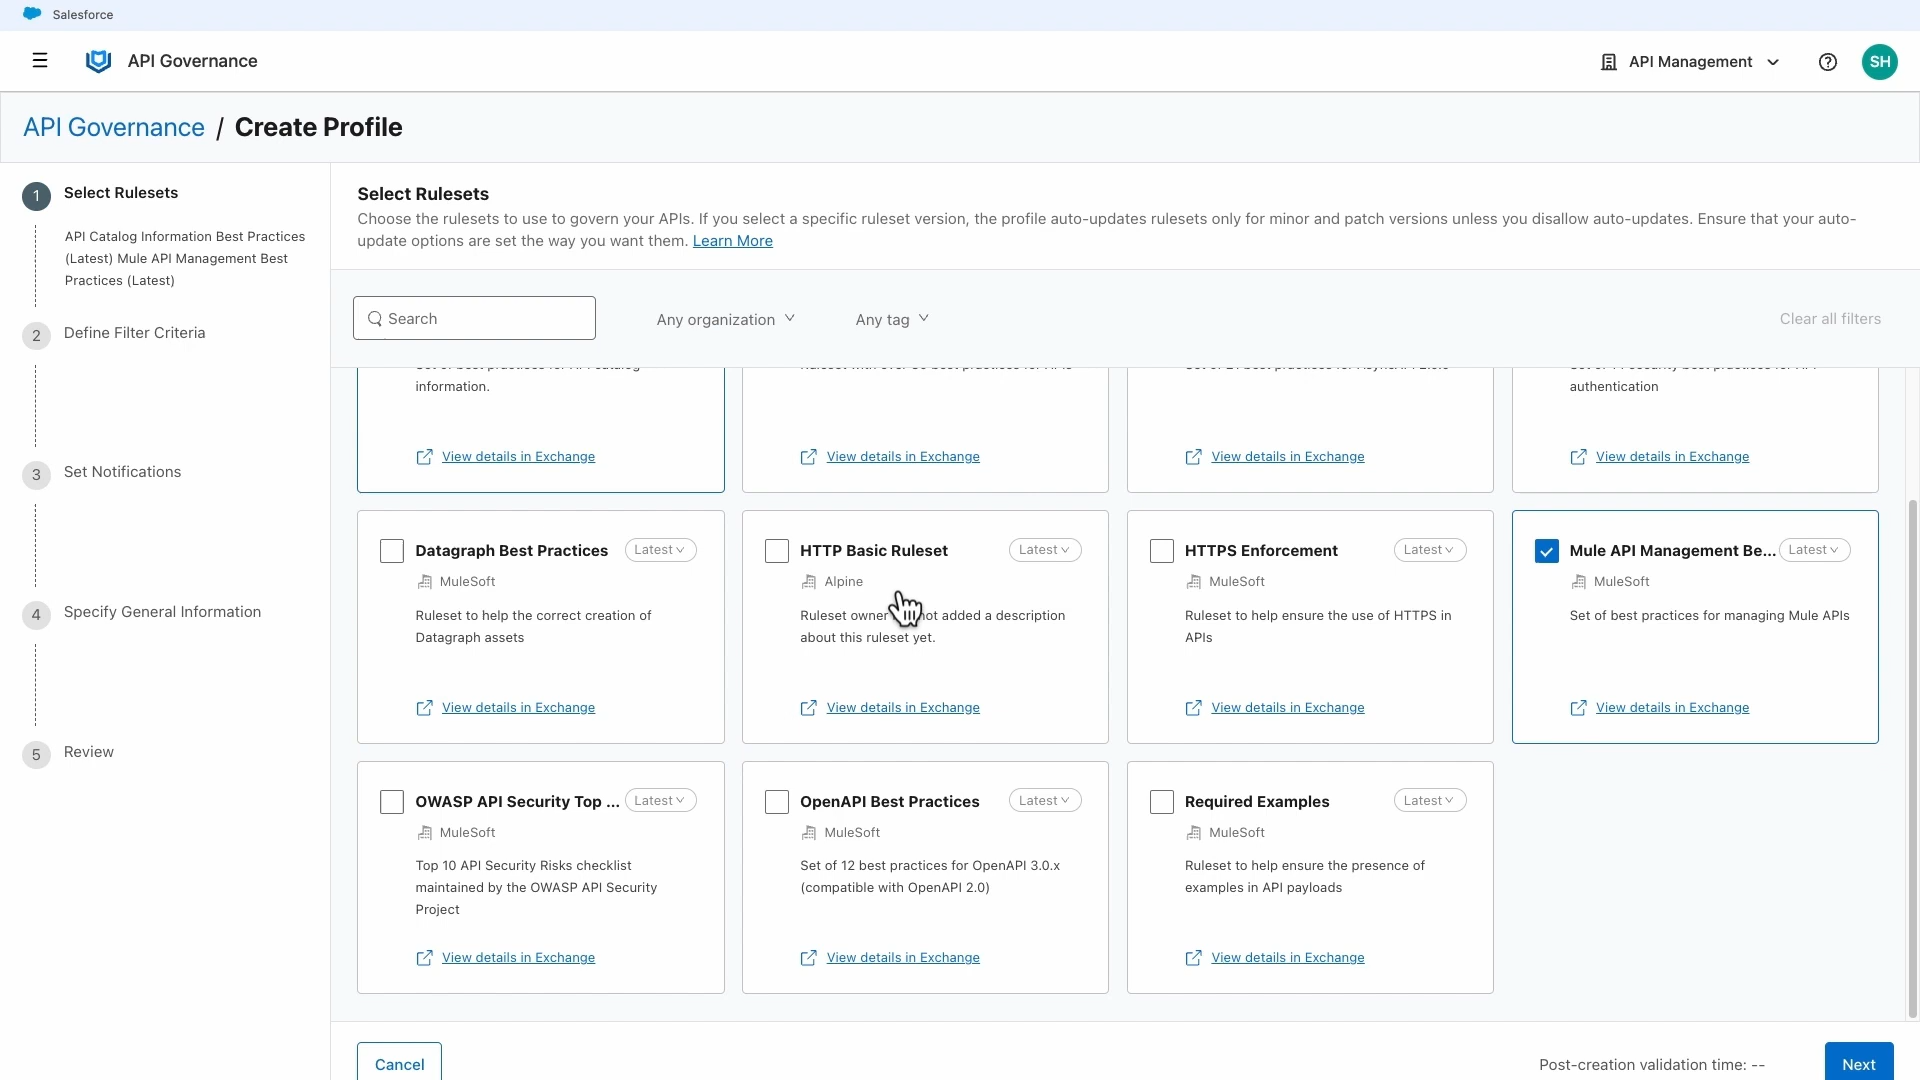 Salesforce
API Governance
API Management
SH
API Governance / Create Profile
1
Select Rulesets
API Catalog Information Best Practices
(Latest) Mule API Management Best
Practices (Latest)
2
Define Filter Criteria
3
Set Notifications
4
Specify General Information
5
Review
Select Rulesets
Choose the rulesets to use to govern your APIs. If you select a specific ruleset version, the profile auto-updates rulesets only for minor and patch versions unless you disallow auto-updates. Ensure that your auto-
update options are set the way you want them. Learn More
Search
Any organization
Any tag
Clear all filters
information.
View details in Exchange
View details in Exchange
View details in Exchange
authentication
View details in Exchange
Datagraph Best Practices
Latest
MuleSoft
Ruleset to help the correct creation of
Datagraph assets
View details in Exchange
HTTP Basic Ruleset
Latest
Alpine
Ruleset owner not added a description
about this ruleset yet.
View details in Exchange
HTTPS Enforcement
Latest
MuleSoft
Ruleset to help ensure the use of HTTPS in
APIs
View details in Exchange
Mule API Management Be...
Latest
MuleSoft
Set of best practices for managing Mule APIs
View details in Exchange
OWASP API Security Top ...
Latest
MuleSoft
Top 10 API Security Risks checklist
maintained by the OWASP API Security
Project
View details in Exchange
OpenAPI Best Practices
Latest
MuleSoft
Set of 12 best practices for OpenAPI 3.0.x
(compatible with OpenAPI 2.0)
View details in Exchange
Required Examples
Latest
MuleSoft
Ruleset to help ensure the presence of
examples in API payloads
View details in Exchange
Cancel
Post-creation validation time: --
Next